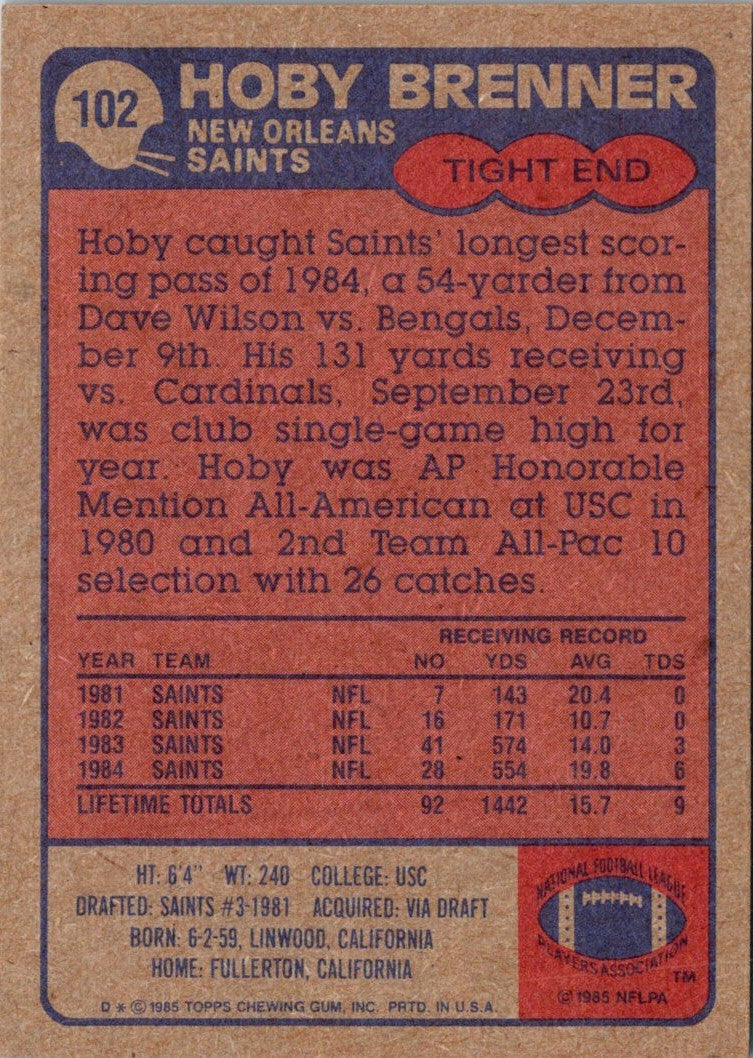 102
HOBY BRENNER
NEW ORLEANS
SAINTS
TIGHT END
Hoby caught Saints' longest scor-
ing pass of 1984, a 54-yarder from
Dave Wilson vs. Bengals, Decem-
ber 9th. His 131 yards receiving
vs. Cardinals, September 23rd,
was club single-game high for
year. Hoby was AP Honorable
Mention All-American at USC in
1980 and 2nd Team All-Pac 10
selection with 26 catches.
RECEIVING RECORD
YEAR TEAM NO YDS AVG TDS
1981 SAINTS NFL 7 143 20.4 0
1982 SAINTS NFL 16 171 10.7 0
1983 SAINTS NFL 41 574 14.0 3
1984 SAINTS NFL 28 554 19.8 6
LIFETIME TOTALS 92 1442 15.7 9
HT: 6'4" WT: 240 COLLEGE: USC
DRAFTED: SAINTS #3-1981 ACQUIRED: VIA DRAFT
BORN: 6-2-59, LINWOOD, CALIFORNIA
HOME: FULLERTON, CALIFORNIA
D * © 1985 TOPPS CHEWING GUM, INC. PRTD. IN U.S.A.
NATIONAL FOOTBALL LEAGUE
PLAYERS ASSOCIATION
TM
© 1985 NFLPA